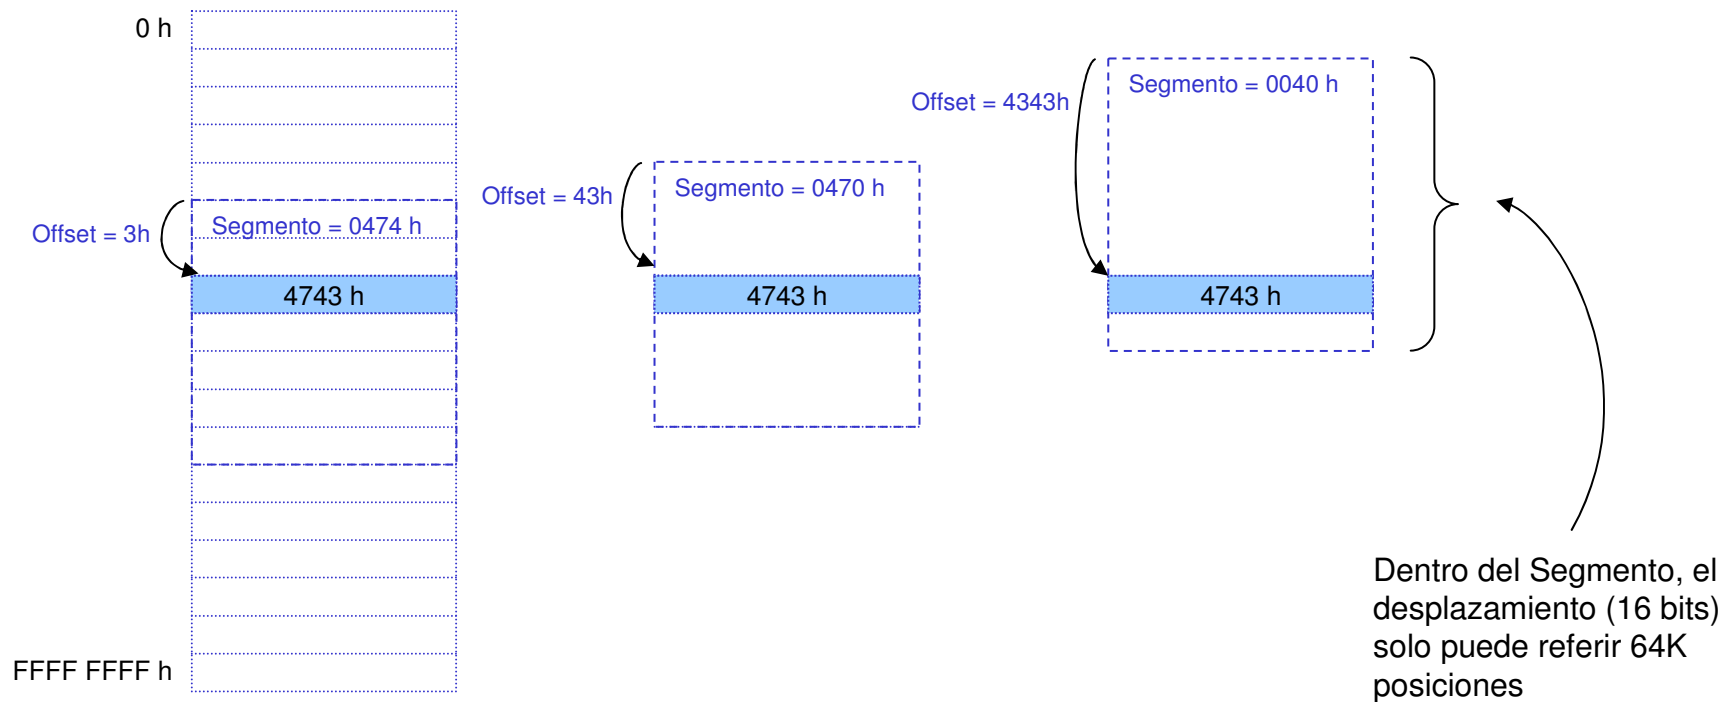 0 h
Offset = 3h
Segmento = 0474 h
4743 h
FFFF FFFF h
Offset = 43h
Segmento = 0470 h
4743 h
Offset = 4343h
Segmento = 0040 h
4743 h
Dentro del Segmento, el
desplazamiento (16 bits)
solo puede referir 64K
posiciones